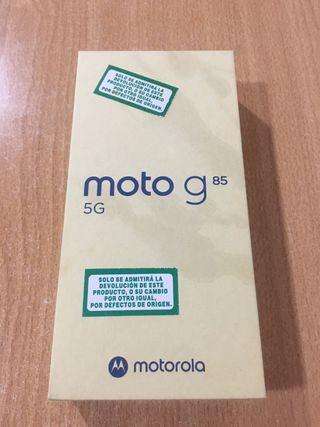 SOLO SE ADMITIRÁ LA
DEVOLUCIÓN DE ESTE
PRODUCTO, O SU CAMBIO
POR OTRO IGUAL,
POR DEFECTOS DE ORIGEN.
moto g 85
5G
SOLO SE ADMITIRÁ LA
DEVOLUCIÓN DE ESTE
PRODUCTO, O SU CAMBIO
POR OTRO IGUAL,
POR DEFECTOS DE ORIGEN.
motorola